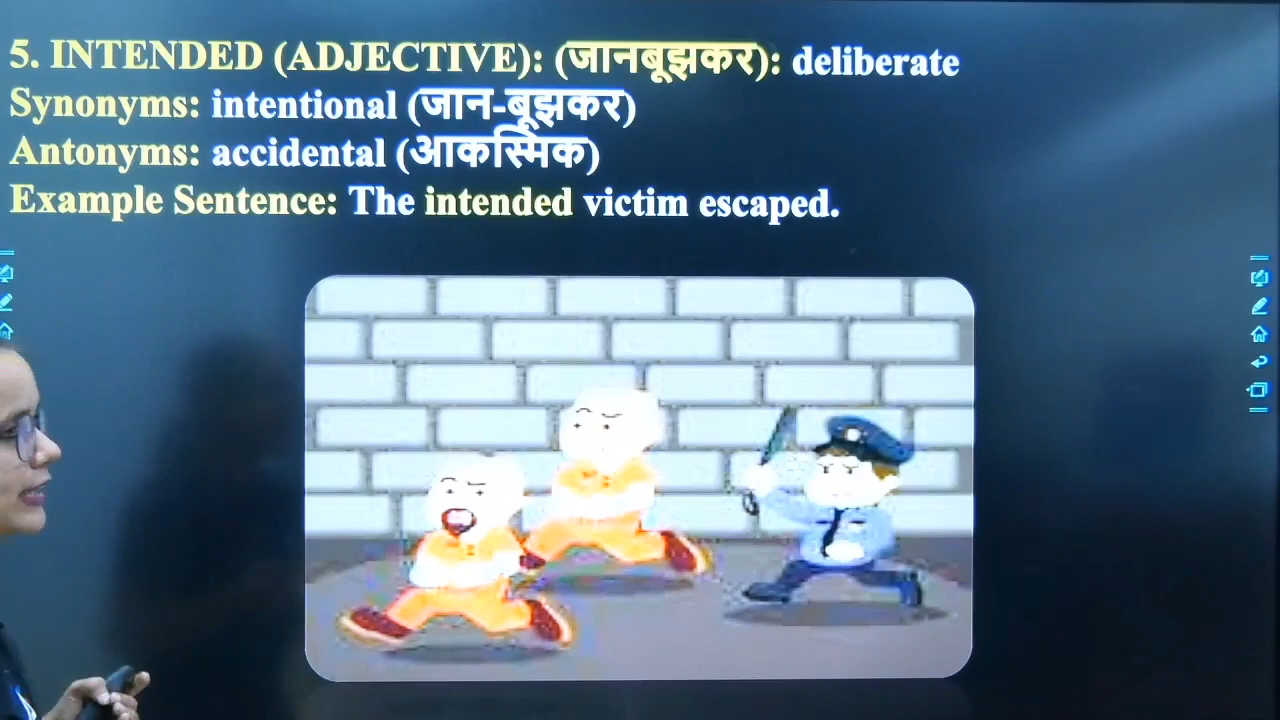 5. INTENDED (ADJECTIVE): (जानबूझकर): deliberate
Synonyms: intentional (जान-बूझकर)
Antonyms: accidental (आकस्मिक)
Example Sentence: The intended victim escaped.